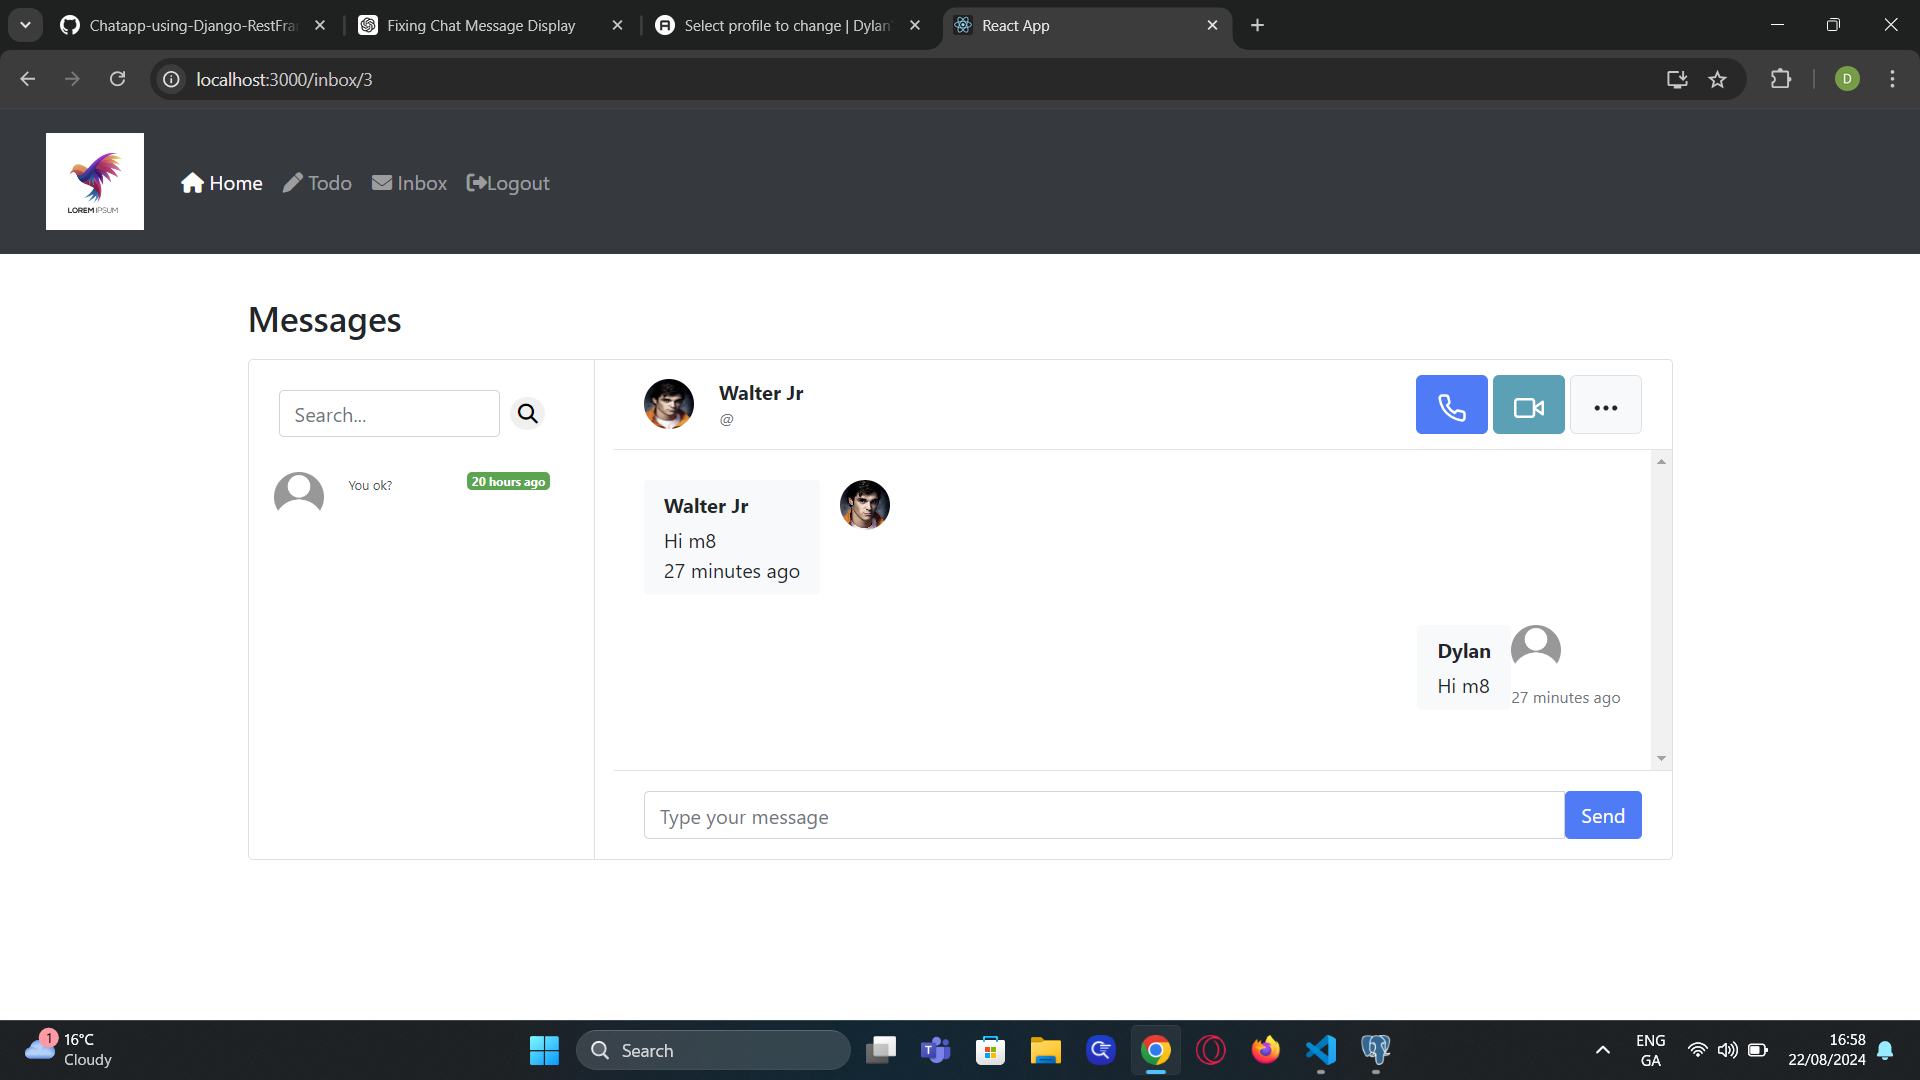 Chatapp-using-Django-RestFra
Fixing Chat Message Display
Select profile to change | Dylan
React App
localhost:3000/inbox/3
D
LOREM IPSUM
Home
Todo
Inbox
Logout
Messages
Search...
You ok?
20 hours ago
Walter Jr
@
Walter Jr
Hi m8
27 minutes ago
Dylan
Hi m8
27 minutes ago
Type your message
Send
1
16°C
Cloudy
Search
ENG
GA
16:58
22/08/2024